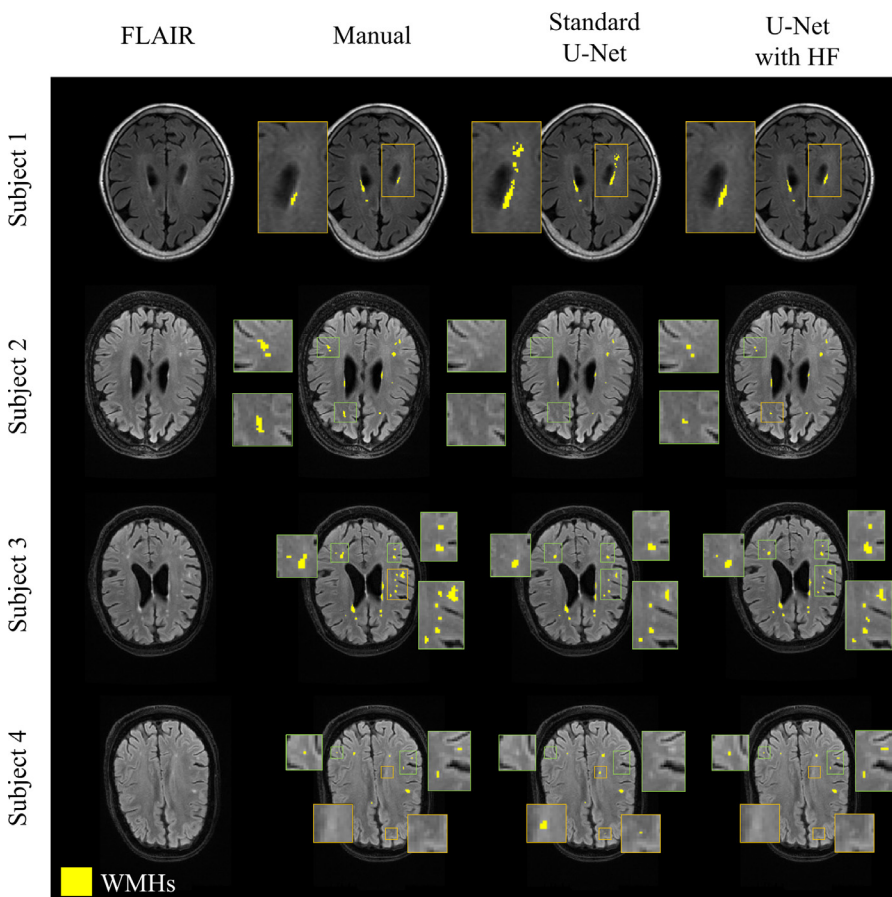 FLAIR
Manual
Standard
U-Net
U-Net
with HF
Subject 1
Subject 2
Subject 3
Subject 4
WMHs